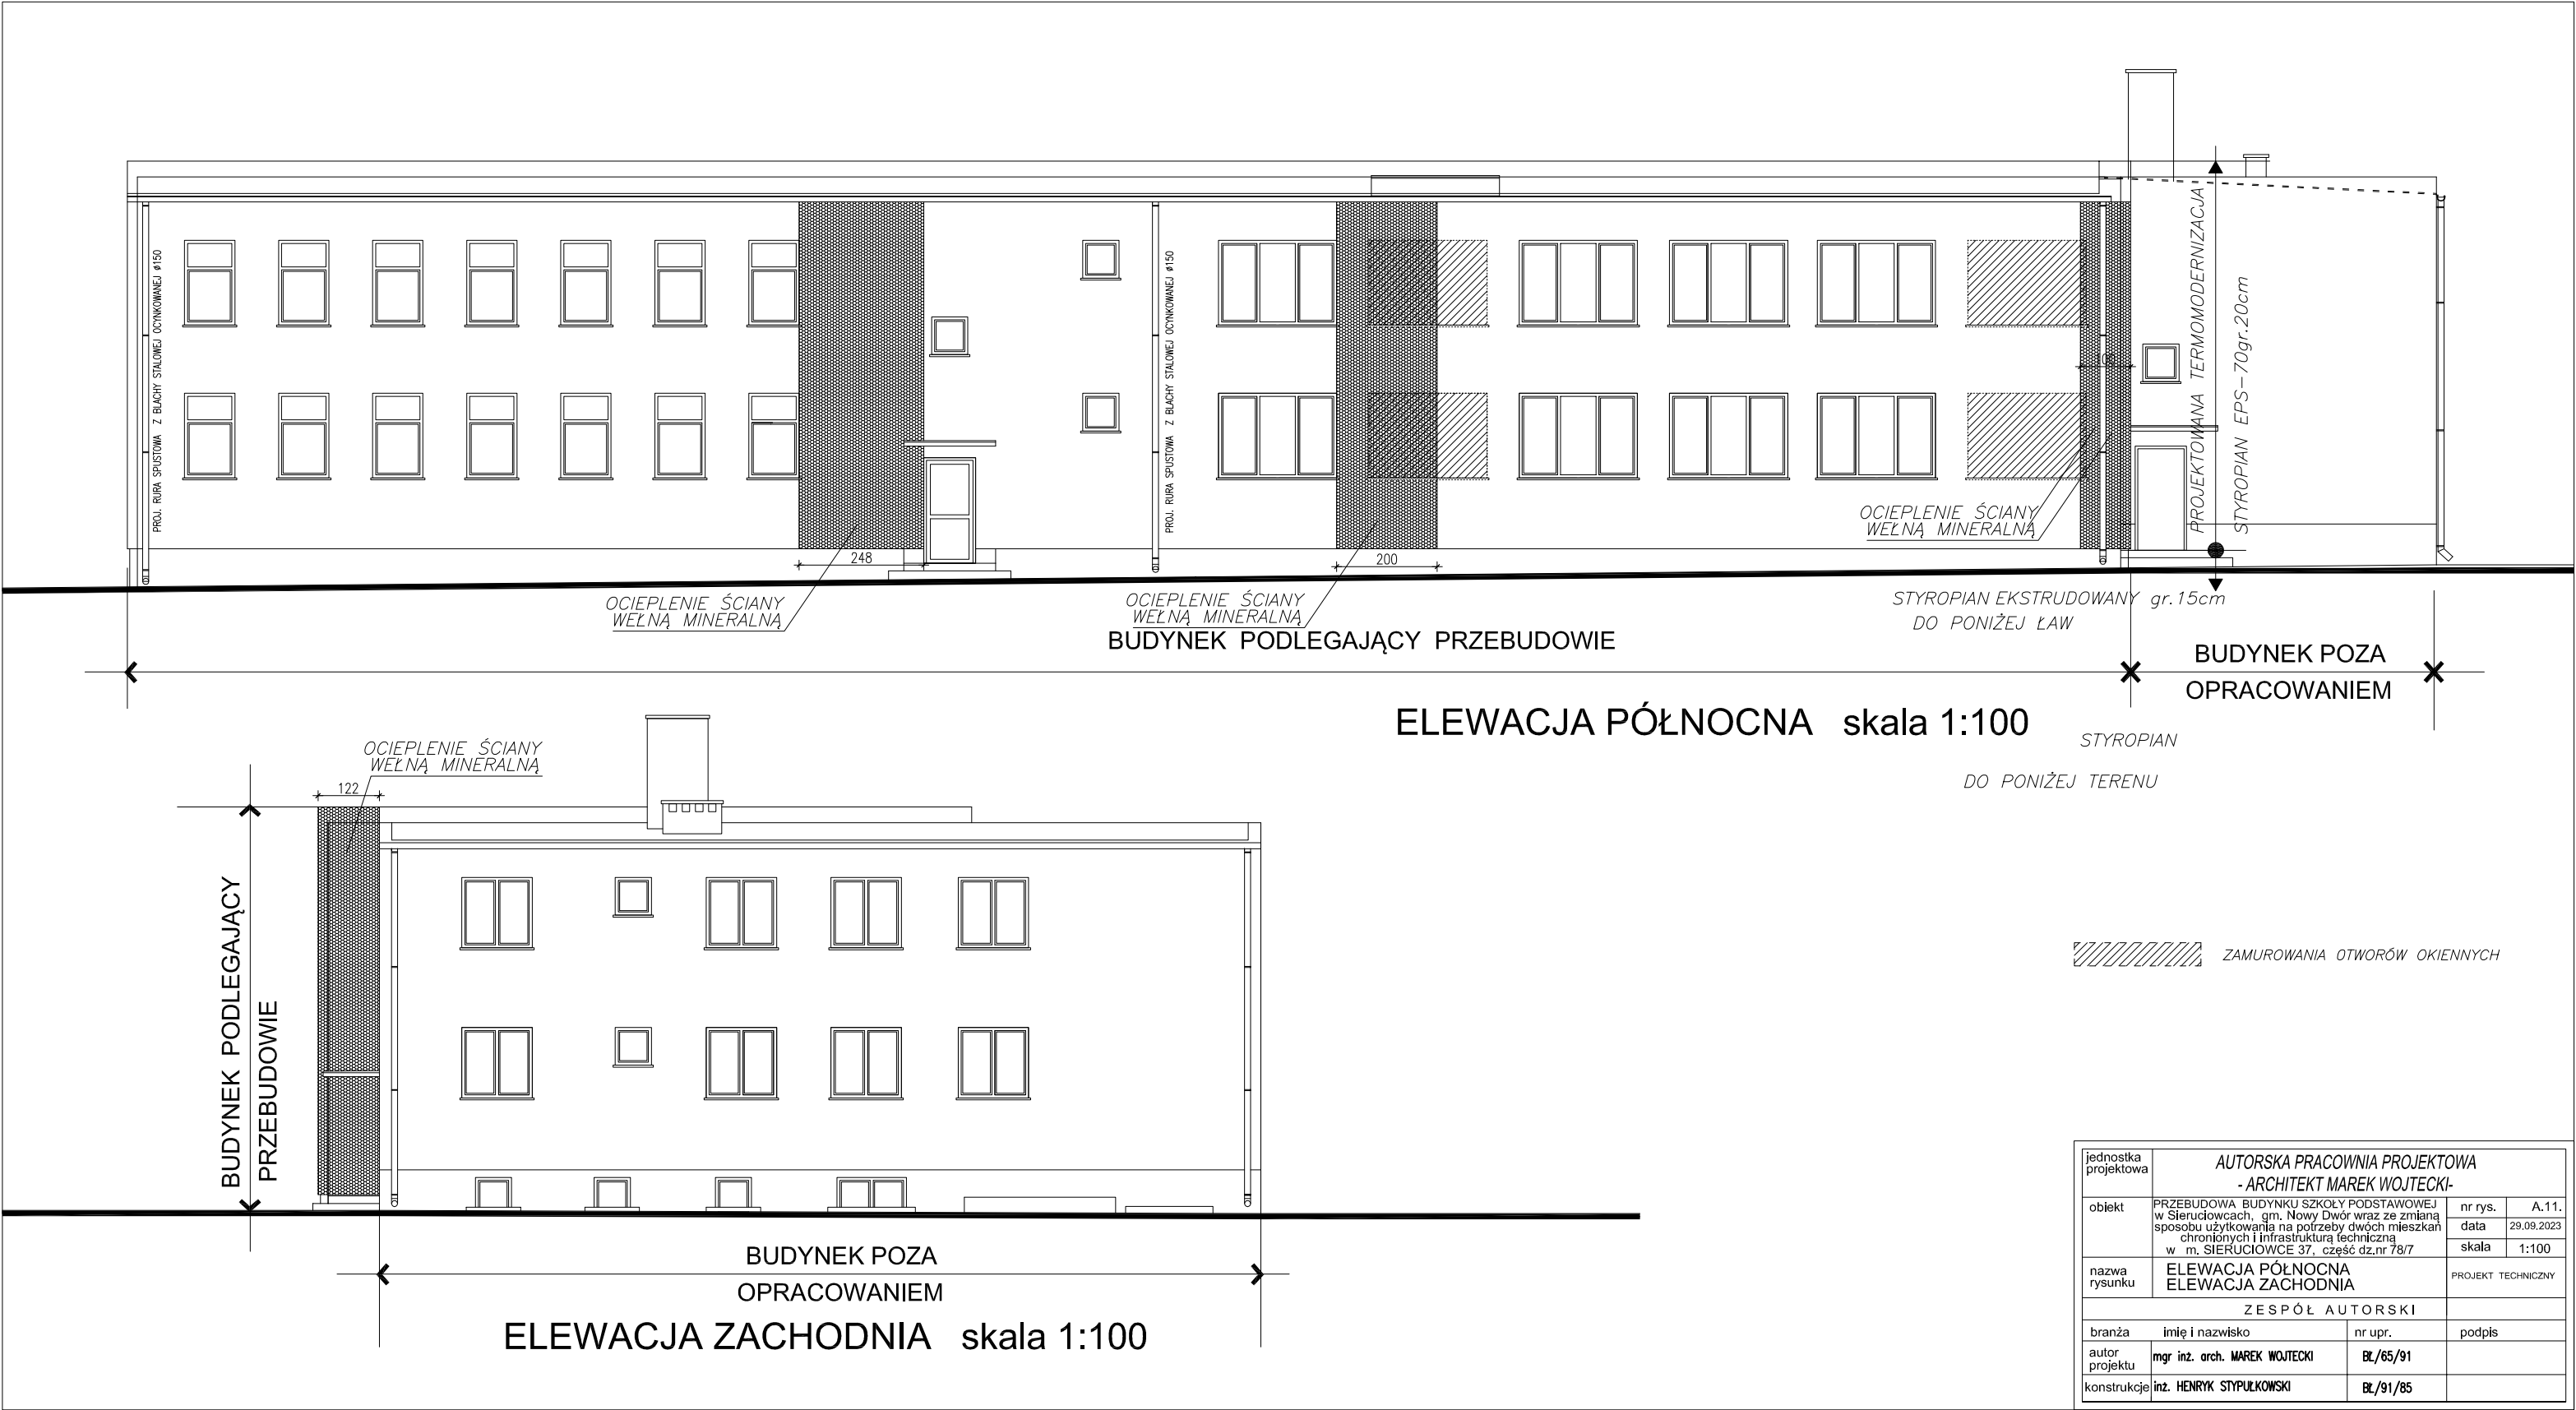 PROJ. RURA SPUSTOWA Z BLACHY STALOWEJ OCYNKOWANEJ ø150
PROJ. RURA SPUSTOWA Z BLACHY STALOWEJ OCYNKOWANEJ ø150
PROJEKTOWANA TERMOMODERNIZACJA
STYROPIAN EPS-70gr.20cm
100
OCIEPLENIE ŚCIANY
WEŁNĄ MINERALNĄ
248
200
OCIEPLENIE ŚCIANY
WEŁNĄ MINERALNĄ
OCIEPLENIE ŚCIANY
WEŁNĄ MINERALNĄ
STYROPIAN EKSTRUDOWANY gr.15cm
DO PONIŻEJ ŁAW
BUDYNEK PODLEGAJĄCY PRZEBUDOWIE
BUDYNEK POZA
OPRACOWANIEM
ELEWACJA PÓŁNOCNA skala 1:100
STYROPIAN
DO PONIŻEJ TERENU
OCIEPLENIE ŚCIANY
WEŁNĄ MINERALNĄ
122
BUDYNEK PODLEGAJĄCY
PRZEBUDOWIE
ZAMUROWANIA OTWORÓW OKIENNYCH
BUDYNEK POZA
OPRACOWANIEM
ELEWACJA ZACHODNIA skala 1:100
jednostka
projektowa
AUTORSKA PRACOWNIA PROJEKTOWA
- ARCHITEKT MAREK WOJTECKI-
obiekt
PRZEBUDOWA BUDYNKU SZKOŁY PODSTAWOWEJ
w Sieruciowcach, gm. Nowy Dwór wraz ze zmianą
sposobu użytkowania na potrzeby dwóch mieszkań
chronionych i infrastrukturą techniczną
w m. SIERUCIOWCE 37, część dz.nr 78/7
nr rys. A.11.
data 29.09.2023
skala 1:100
nazwa
rysunku
ELEWACJA PÓŁNOCNA
ELEWACJA ZACHODNIA
PROJEKT TECHNICZNY
ZESPÓŁ AUTORSKI
branża imię i nazwisko nr upr. podpis
autor
projektu
mgr inż. arch. MAREK WOJTECKI BŁ/65/91
konstrukcje inż. HENRYK STYPUŁKOWSKI BŁ/91/85